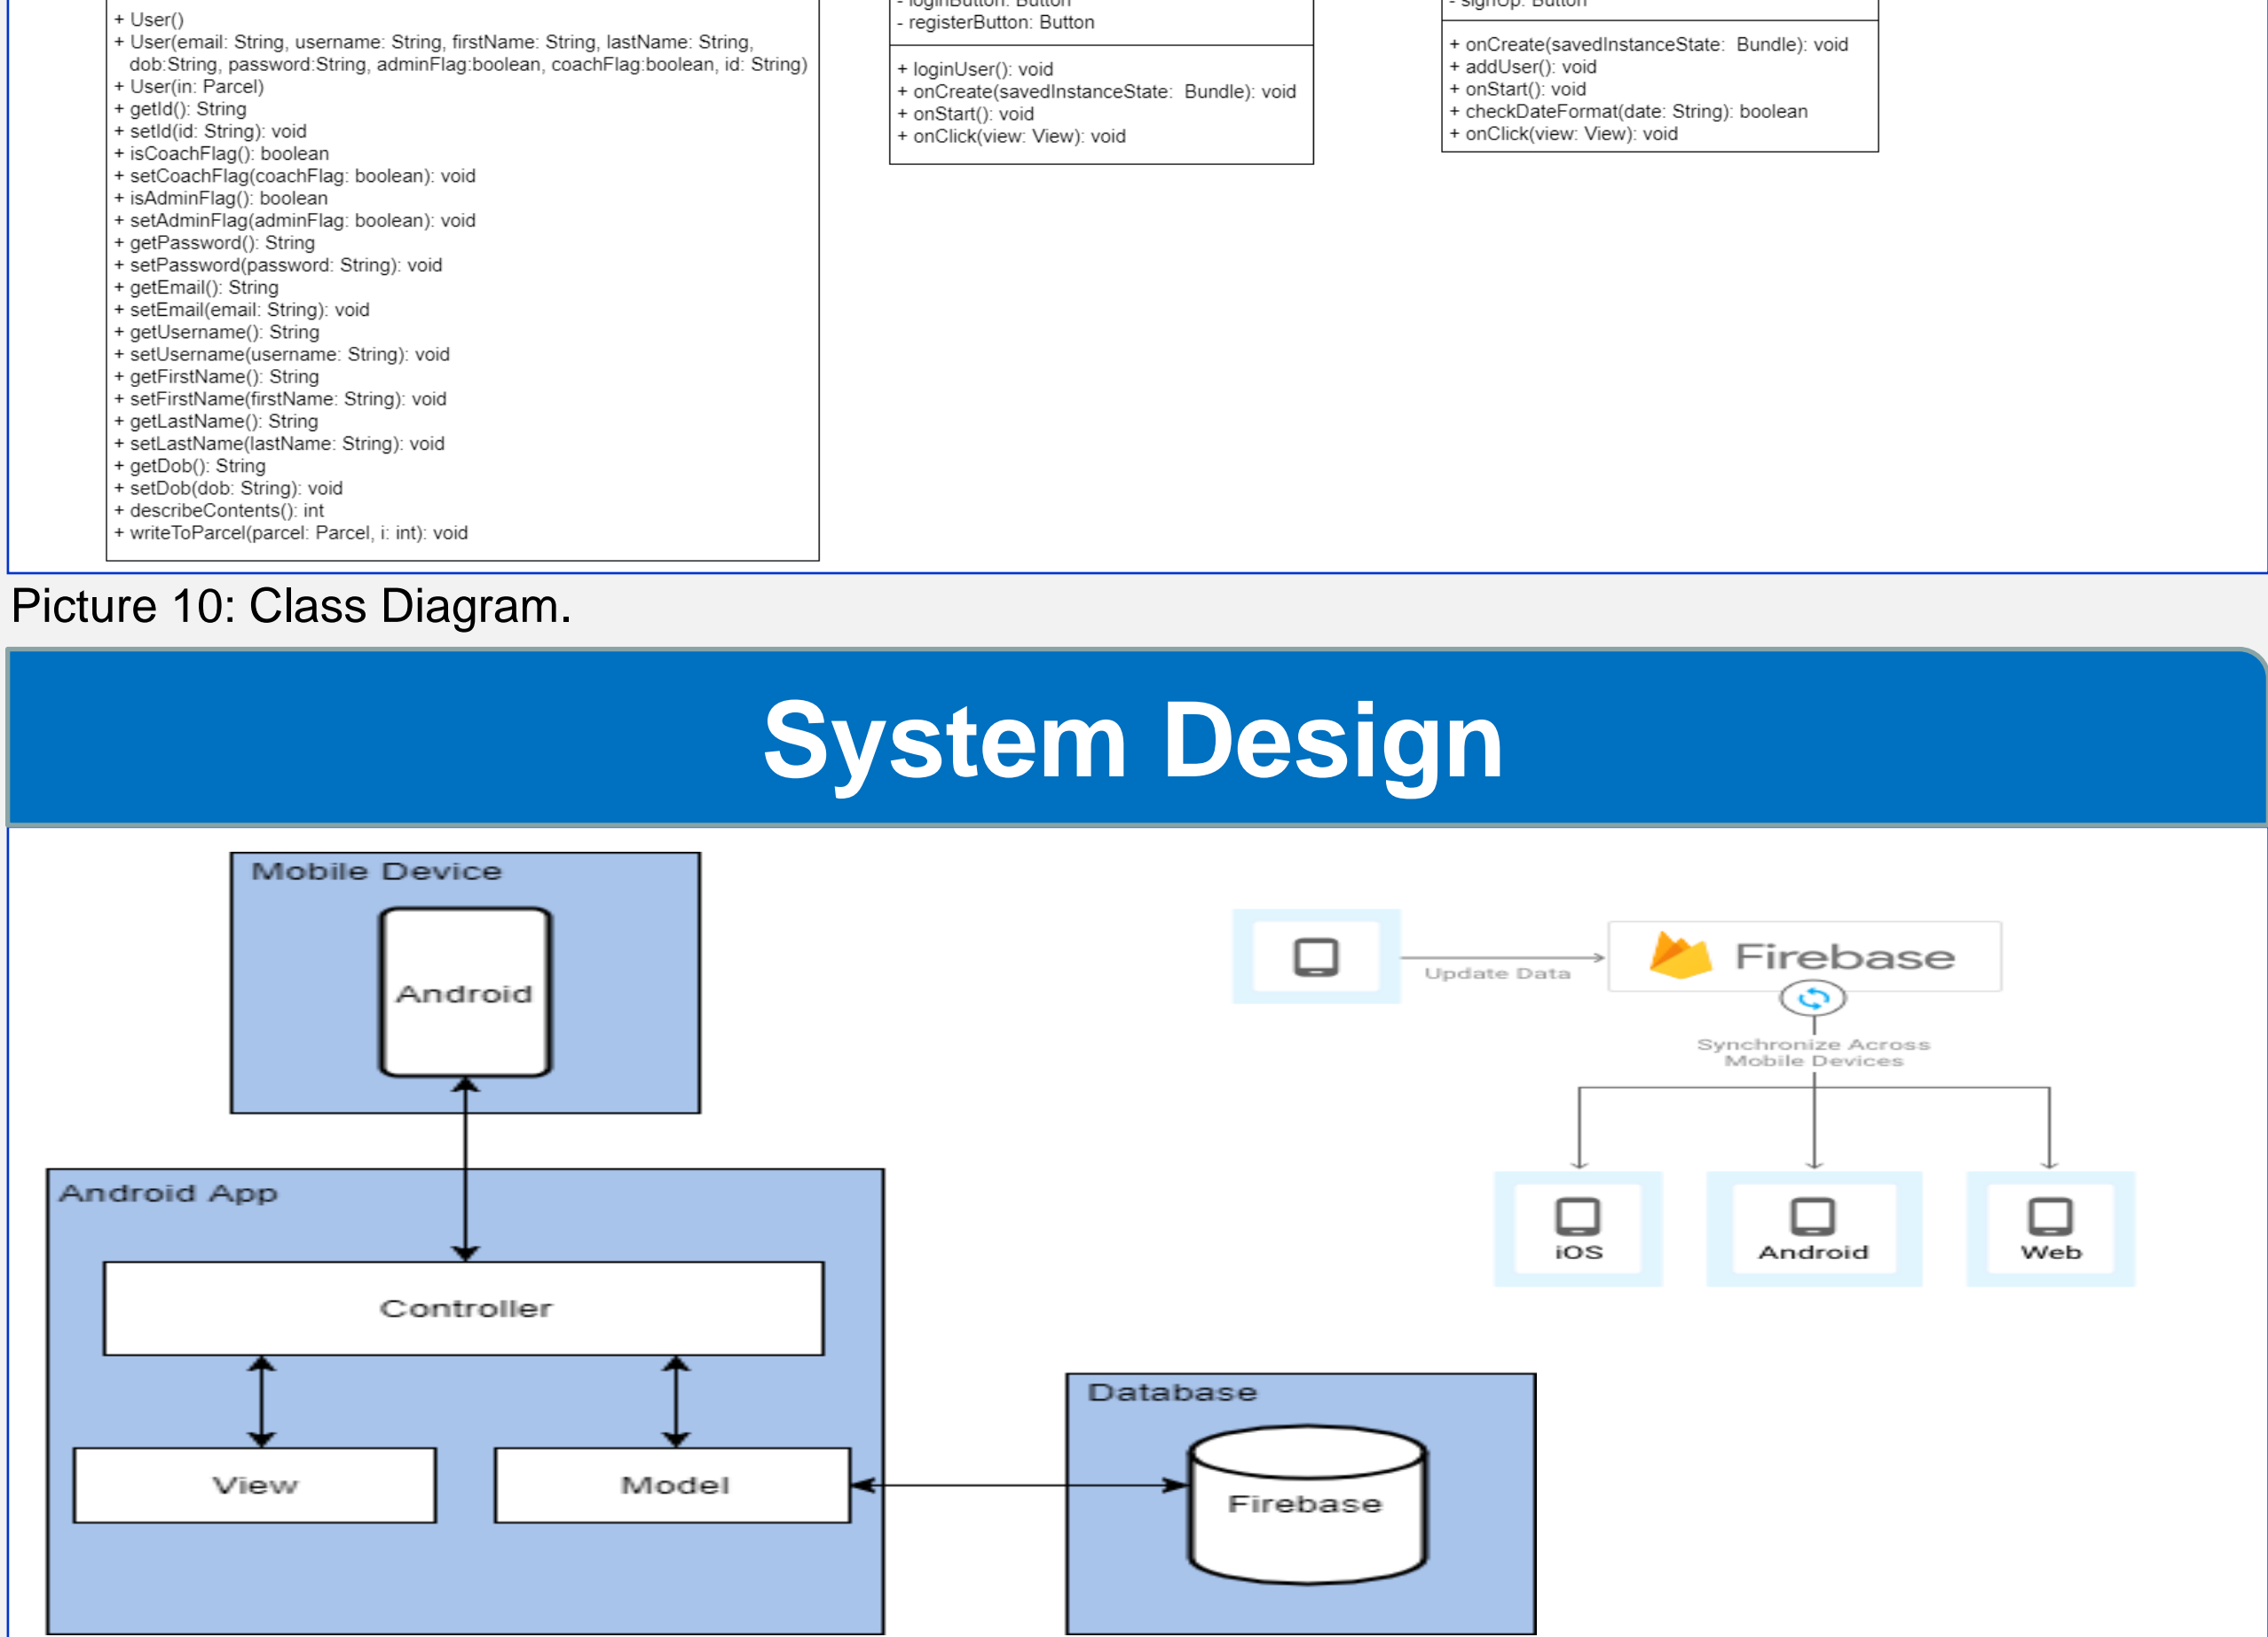 + User()
+ User(email: String, username: String, firstName: String, lastName: String,
dob:String, password:String, adminFlag:boolean, coachFlag:boolean, id: String)
+ User(in: Parcel)
+ getId(): String
+ setId(id: String): void
+ isCoachFlag(): boolean
+ setCoachFlag(coachFlag: boolean): void
+ isAdminFlag(): boolean
+ setAdminFlag(adminFlag: boolean): void
+ getPassword(): String
+ setPassword(password: String): void
+ getEmail(): String
+ setEmail(email: String): void
+ getUsername(): String
+ setUsername(username: String): void
+ getFirstName(): String
+ setFirstName(firstName: String): void
+ getLastName(): String
+ setLastName(lastName: String): void
+ getDob(): String
+ setDob(dob: String): void
+ describeContents(): int
+ writeToParcel(parcel: Parcel, i: int): void
- loginButton: Button
- registerButton: Button
+ loginUser(): void
+ onCreate(savedInstanceState: Bundle): void
+ onStart(): void
+ onClick(view: View): void
- signUp: Button
+ onCreate(savedInstanceState: Bundle): void
+ addUser(): void
+ onStart(): void
+ checkDateFormat(date: String): boolean
+ onClick(view: View): void
Picture 10: Class Diagram.
System Design
Mobile Device
Android
Android App
Controller
View
Model
Database
Firebase
Update Data
Firebase
Synchronize Across
Mobile Devices
iOS
Android
Web